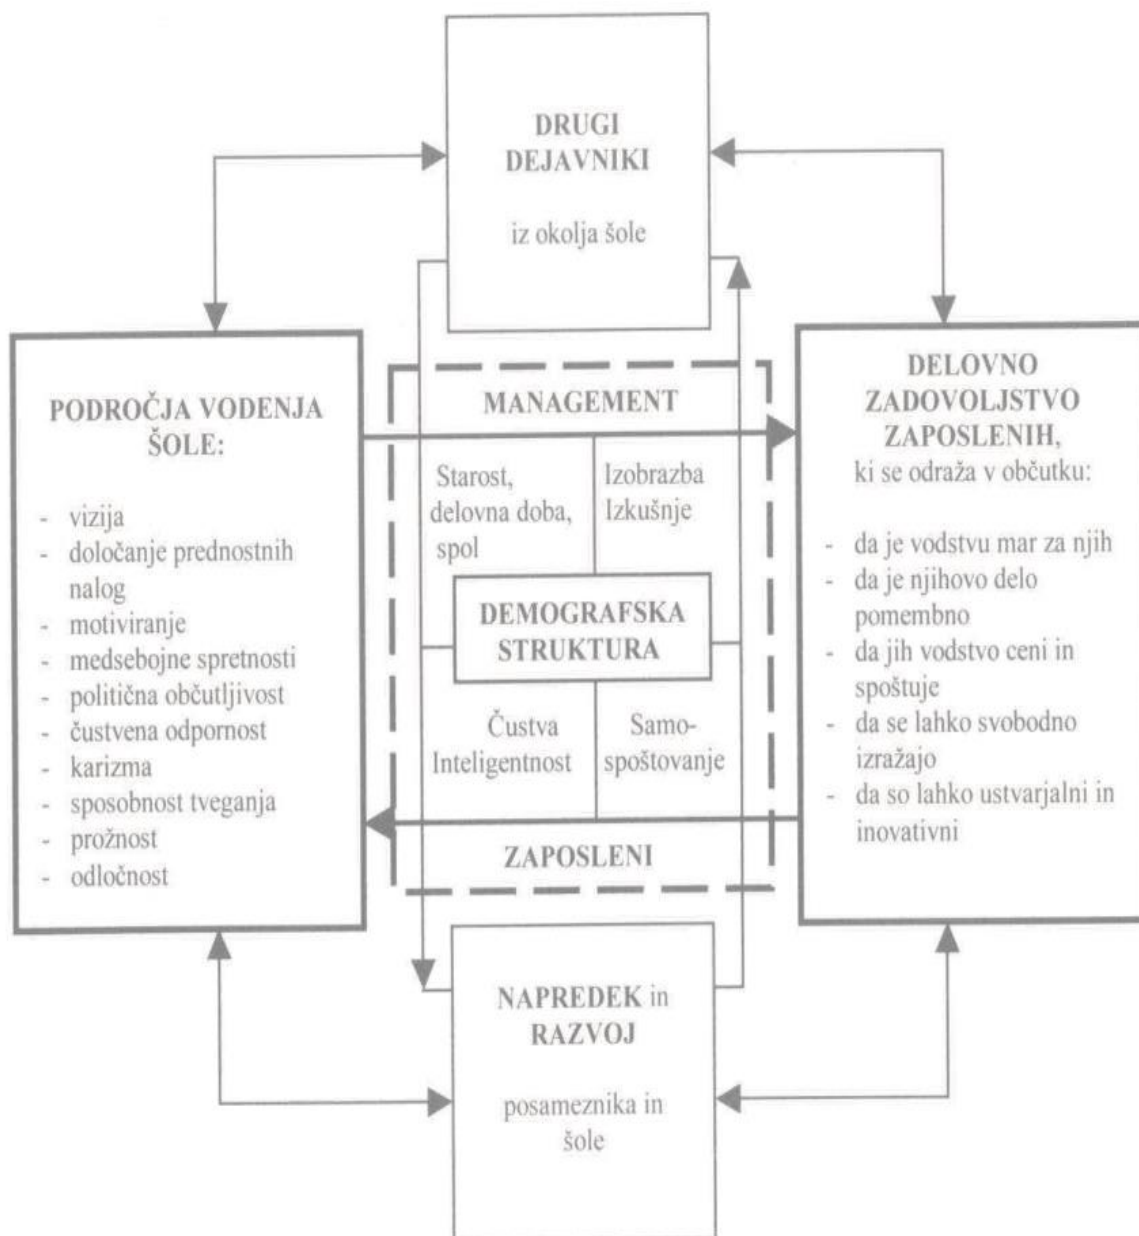 DRUGI
DEJAVNIKI
iz okolja šole
PODROČJA VODENJA
ŠOLE:
- vizija
- določanje prednostnih
nalog
- motiviranje
- medsebojne spretnosti
- politična občutljivost
- čustvena odpornost
- karizma
- sposobnost tveganja
- prožnost
- odločnost
MANAGEMENT
Starost,
delovna doba,
spol
Izobrazba
Izkušnje
DEMOGRAFSKA
STRUKTURA
Čustva
Inteligentnost
Samo-
spoštovanje
ZAPOSLENI
DELOVNO
ZADOVOLJSTVO
ZAPOSLENIH,
ki se odraža v občutku:
- da je vodstvu mar za njih
- da je njihovo delo
pomembno
- da jih vodstvo ceni in
spoštuje
- da se lahko svobodno
izražajo
- da so lahko ustvarjalni in
inovativni
NAPREDEK in
RAZVOJ
posameznika in
šole